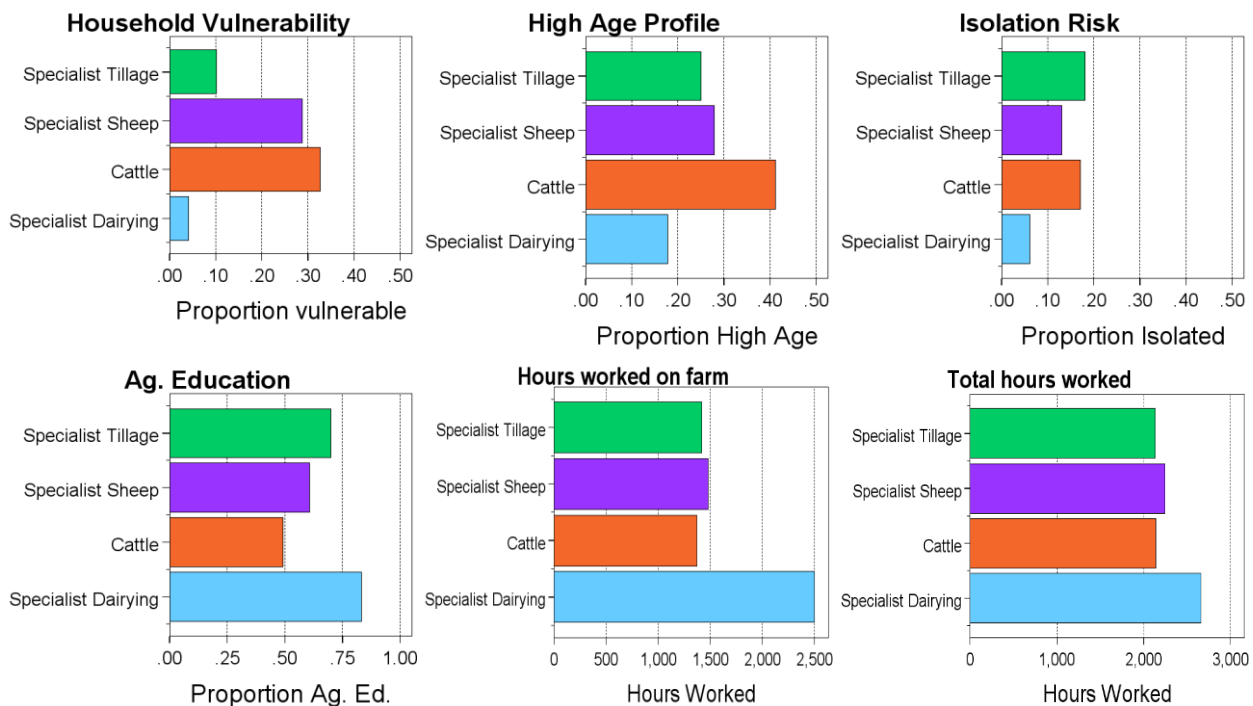 Household Vulnerability
Specialist Tillage
Specialist Sheep
Cattle
Specialist Dairying
.00 .10 .20 .30 .40 .50
Proportion vulnerable
High Age Profile
Specialist Tillage
Specialist Sheep
Cattle
Specialist Dairying
.00 .10 .20 .30 .40 .50
Proportion High Age
Isolation Risk
Specialist Tillage
Specialist Sheep
Cattle
Specialist Dairying
.00 .10 .20 .30 .40 .50
Proportion Isolated
Ag. Education
Specialist Tillage
Specialist Sheep
Cattle
Specialist Dairying
.00 .25 .50 .75 1.00
Proportion Ag. Ed.
Hours worked on farm
Specialist Tillage
Specialist Sheep
Cattle
Specialist Dairying
0 500 1,000 1,500 2,000 2,500
Hours Worked
Total hours worked
Specialist Tillage
Specialist Sheep
Cattle
Specialist Dairying
0 1,000 2,000 3,000
Hours Worked